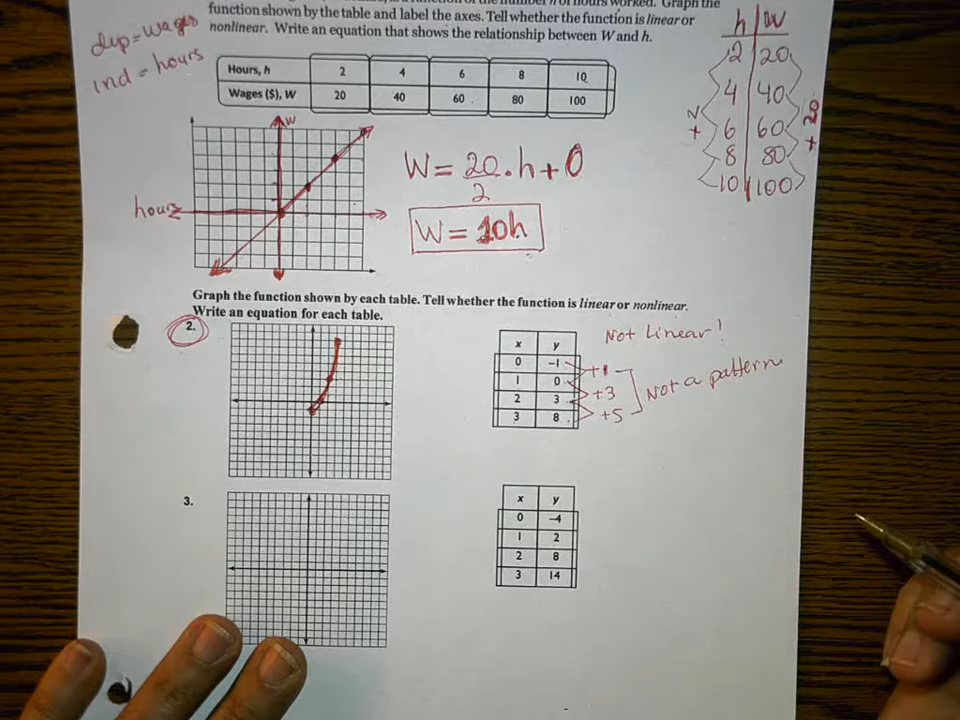 function shown by the table and label the axes. Tell whether the function is linear or
nonlinear. Write an equation that shows the relationship between W and h.
dep = wages
ind = hours
Hours, h 2 4 6 8 10
Wages ($), W 20 40 60 80 100
h W
2 20
4 40
6 60
8 80
10 100
+2
+20
W
hours
W = 20/2 · h + 0
W = 10h
Graph the function shown by each table. Tell whether the function is linear or nonlinear.
Write an equation for each table.
2.
x y
0 −1
1 0
2 3
3 8
+1
+3
+5
Not Linear!
Not a pattern
3.
x y
0 −4
1 2
2 8
3 14